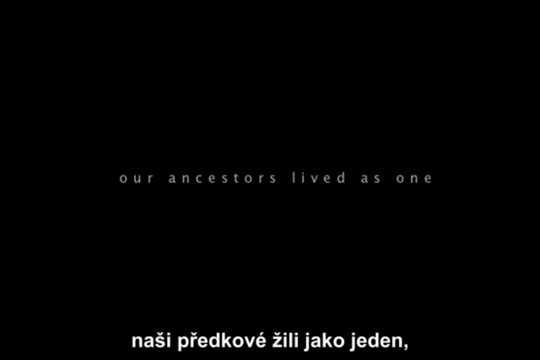 our ancestors lived as one
naši předkové žili jako jeden,